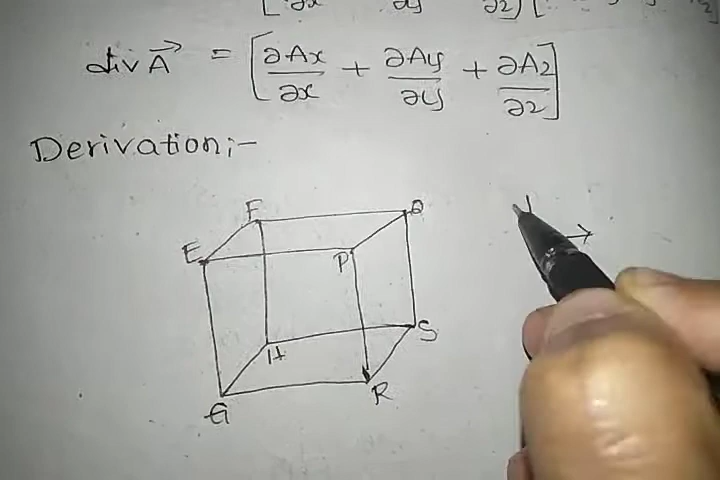 div A⃗ = [∂Ax/∂x + ∂Ay/∂y + ∂Az/∂z]
Derivation;-
F Q
E P
H S
G R